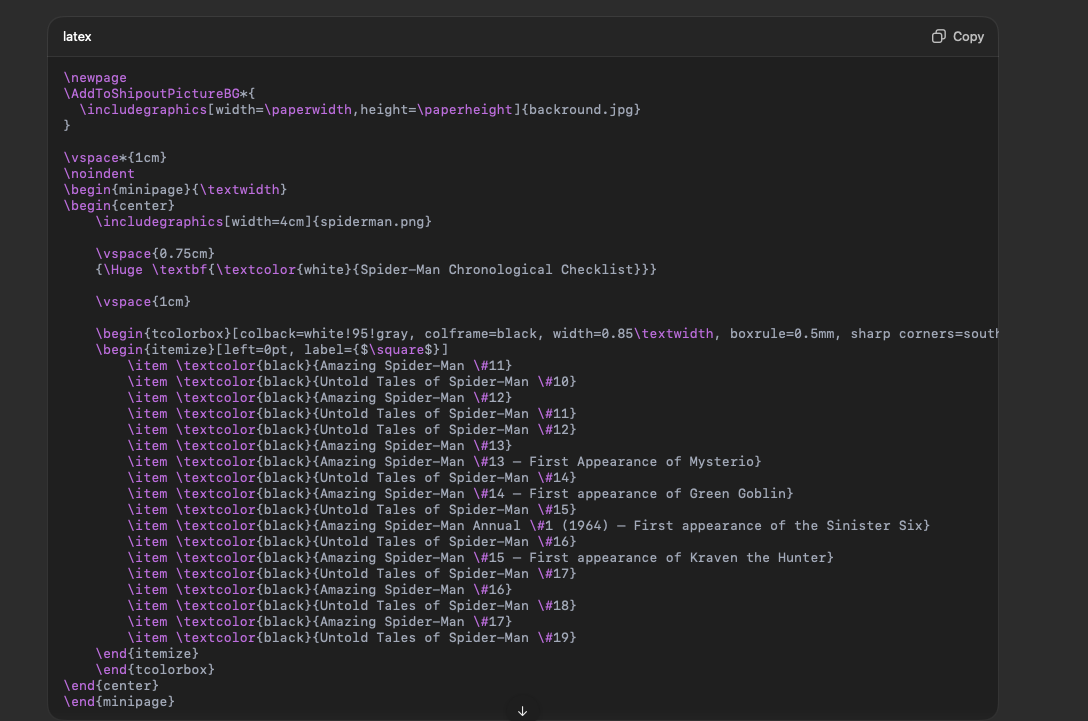 latex
Copy
\newpage
\AddToShipoutPictureBG*{
  \includegraphics[width=\paperwidth,height=\paperheight]{backround.jpg}
}
\vspace*{1cm}
\noindent
\begin{minipage}{\textwidth}
\begin{center}
    \includegraphics[width=4cm]{spiderman.png}
    \vspace{0.75cm}
    {\Huge \textbf{\textcolor{white}{Spider-Man Chronological Checklist}}}
    \vspace{1cm}
    \begin{tcolorbox}[colback=white!95!gray, colframe=black, width=0.85\textwidth, boxrule=0.5mm, sharp corners=south
    \begin{itemize}[left=0pt, label={$\square$}]
        \item \textcolor{black}{Amazing Spider-Man \#11}
        \item \textcolor{black}{Untold Tales of Spider-Man \#10}
        \item \textcolor{black}{Amazing Spider-Man \#12}
        \item \textcolor{black}{Untold Tales of Spider-Man \#11}
        \item \textcolor{black}{Untold Tales of Spider-Man \#12}
        \item \textcolor{black}{Amazing Spider-Man \#13}
        \item \textcolor{black}{Amazing Spider-Man \#13 — First Appearance of Mysterio}
        \item \textcolor{black}{Untold Tales of Spider-Man \#14}
        \item \textcolor{black}{Amazing Spider-Man \#14 — First appearance of Green Goblin}
        \item \textcolor{black}{Untold Tales of Spider-Man \#15}
        \item \textcolor{black}{Amazing Spider-Man Annual \#1 (1964) — First appearance of the Sinister Six}
        \item \textcolor{black}{Untold Tales of Spider-Man \#16}
        \item \textcolor{black}{Amazing Spider-Man \#15 — First appearance of Kraven the Hunter}
        \item \textcolor{black}{Untold Tales of Spider-Man \#17}
        \item \textcolor{black}{Amazing Spider-Man \#16}
        \item \textcolor{black}{Untold Tales of Spider-Man \#18}
        \item \textcolor{black}{Amazing Spider-Man \#17}
        \item \textcolor{black}{Untold Tales of Spider-Man \#19}
    \end{itemize}
    \end{tcolorbox}
\end{center}
\end{minipage}